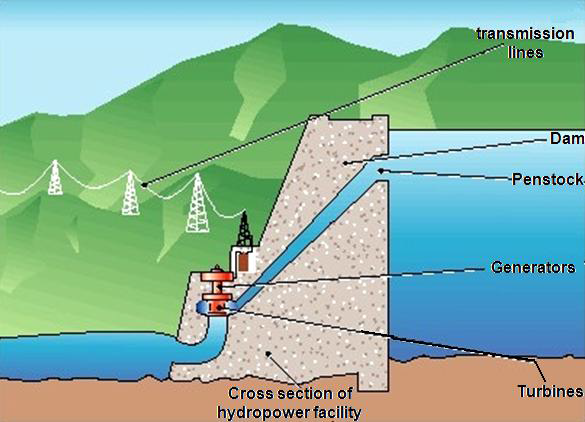 transmission
lines
Dam
Penstock
Generators
Turbines
Cross section of
hydropower facility